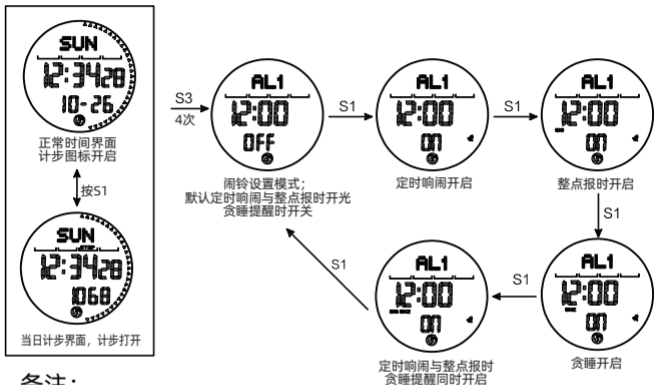 SUN
12:3428
10-26
正常时间界面
计步图标开启
按S1
SUN
STEP
12:3428
1068
当日计步界面，计步打开
S3
4次
AL1
12:00
OFF
闹铃设置模式；
默认定时响闹与整点报时开光
贪睡提醒时开关
S1
AL1
12:00
ON
定时响闹开启
S1
AL1
12:00
ON
整点报时开启
S1
AL1
12:00
ON
贪睡开启
S1
AL1
12:00
ON
定时响闹与整点报时
贪睡提醒同时开启
S1
备注：